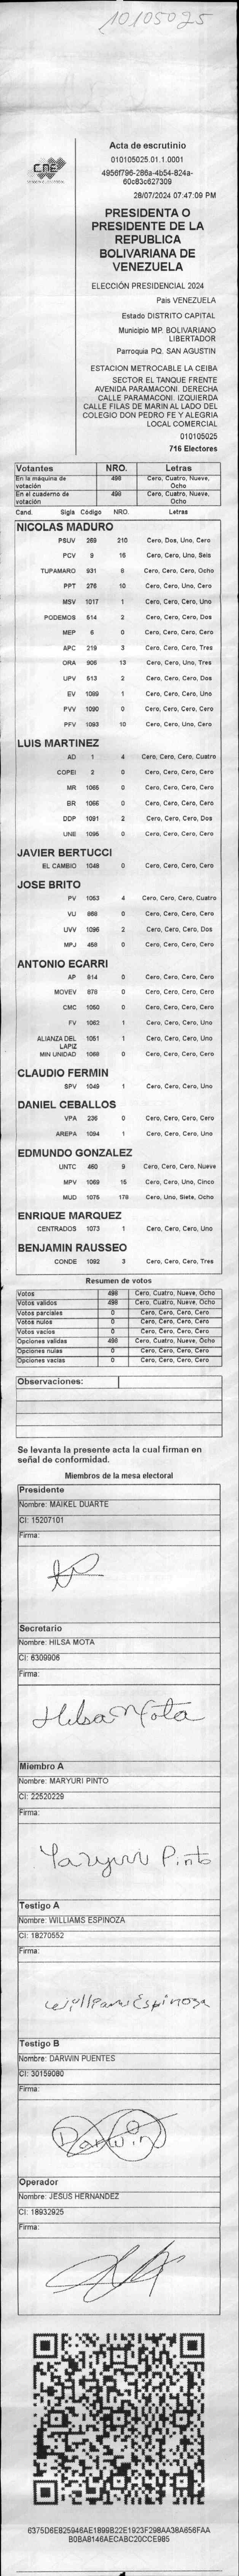 10105025
CNE
Acta de escrutinio
010105025.01.1.0001
4956f796-286a-4b54-824a-
60c83c627309
28/07/2024 07:47:09 PM
PRESIDENTA O
PRESIDENTE DE LA
REPUBLICA
BOLIVARIANA DE
VENEZUELA
ELECCIÓN PRESIDENCIAL 2024
Pais VENEZUELA
Estado DISTRITO CAPITAL
Municipio MP. BOLIVARIANO
LIBERTADOR
Parroquia PQ. SAN AGUSTIN
ESTACION METROCABLE LA CEIBA
SECTOR EL TANQUE FRENTE
AVENIDA PARAMACONI. DERECHA
CALLE PARAMACONI. IZQUIERDA
CALLE FILAS DE MARIN AL LADO DEL
COLEGIO DON PEDRO FE Y ALEGRIA
LOCAL COMERCIAL
010105025
716 Electores
Votantes NRO. Letras
En la máquina de votación 498 Cero, Cuatro, Nueve, Ocho
En el cuaderno de votación 498 Cero, Cuatro, Nueve, Ocho
Cand. Sigla Código NRO. Letras
NICOLAS MADURO
PSUV 269 210 Cero, Dos, Uno, Cero
PCV 9 16 Cero, Cero, Uno, Seis
TUPAMARO 931 8 Cero, Cero, Cero, Ocho
PPT 276 10 Cero, Cero, Uno, Cero
MSV 1017 1 Cero, Cero, Cero, Uno
PODEMOS 514 2 Cero, Cero, Cero, Dos
MEP 6 0 Cero, Cero, Cero, Cero
APC 219 3 Cero, Cero, Cero, Tres
ORA 906 13 Cero, Cero, Uno, Tres
UPV 513 2 Cero, Cero, Cero, Dos
EV 1089 1 Cero, Cero, Cero, Uno
PVV 1090 0 Cero, Cero, Cero, Cero
PFV 1093 10 Cero, Cero, Uno, Cero
LUIS MARTINEZ
AD 1 4 Cero, Cero, Cero, Cuatro
COPEI 2 0 Cero, Cero, Cero, Cero
MR 1065 0 Cero, Cero, Cero, Cero
BR 1066 0 Cero, Cero, Cero, Cero
DDP 1091 2 Cero, Cero, Cero, Dos
UNE 1095 0 Cero, Cero, Cero, Cero
JAVIER BERTUCCI
EL CAMBIO 1048 0 Cero, Cero, Cero, Cero
JOSE BRITO
PV 1053 4 Cero, Cero, Cero, Cuatro
VU 868 0 Cero, Cero, Cero, Cero
UVV 1096 2 Cero, Cero, Cero, Dos
MPJ 458 0 Cero, Cero, Cero, Cero
ANTONIO ECARRI
AP 814 0 Cero, Cero, Cero, Cero
MOVEV 878 0 Cero, Cero, Cero, Cero
CMC 1050 0 Cero, Cero, Cero, Cero
FV 1062 1 Cero, Cero, Cero, Uno
ALIANZA DEL LAPIZ 1051 1 Cero, Cero, Cero, Uno
MIN UNIDAD 1068 0 Cero, Cero, Cero, Cero
CLAUDIO FERMIN
SPV 1049 1 Cero, Cero, Cero, Uno
DANIEL CEBALLOS
VPA 236 0 Cero, Cero, Cero, Cero
AREPA 1094 1 Cero, Cero, Cero, Uno
EDMUNDO GONZALEZ
UNTC 460 9 Cero, Cero, Cero, Nueve
MPV 1069 15 Cero, Cero, Uno, Cinco
MUD 1075 178 Cero, Uno, Siete, Ocho
ENRIQUE MARQUEZ
CENTRADOS 1073 1 Cero, Cero, Cero, Uno
BENJAMIN RAUSSEO
CONDE 1092 3 Cero, Cero, Cero, Tres
Resumen de votos
Votos 498 Cero, Cuatro, Nueve, Ocho
Votos validos 498 Cero, Cuatro, Nueve, Ocho
Votos parciales 0 Cero, Cero, Cero, Cero
Votos nulos 0 Cero, Cero, Cero, Cero
Votos vacios 0 Cero, Cero, Cero, Cero
Opciones validas 498 Cero, Cuatro, Nueve, Ocho
Opciones nulas 0 Cero, Cero, Cero, Cero
Opciones vacias 0 Cero, Cero, Cero, Cero
Observaciones:
Se levanta la presente acta la cual firman en
señal de conformidad.
Miembros de la mesa electoral
Presidente
Nombre: MAIKEL DUARTE
CI: 15207101
Firma:
Secretario
Nombre: HILSA MOTA
CI: 6309906
Firma:
Hilsa Mota
Miembro A
Nombre: MARYURI PINTO
CI: 22520229
Firma:
Maryuri Pinto
Testigo A
Nombre: WILLIAMS ESPINOZA
CI: 18270552
Firma:
Williams Espinoza
Testigo B
Nombre: DARWIN PUENTES
CI: 30159080
Firma:
Darwin
Operador
Nombre: JESUS HERNANDEZ
CI: 18932925
Firma:
6375D6E825946AE1899B22E1923F298AA38A656FAA
B0BA8146AECABC20CCE985